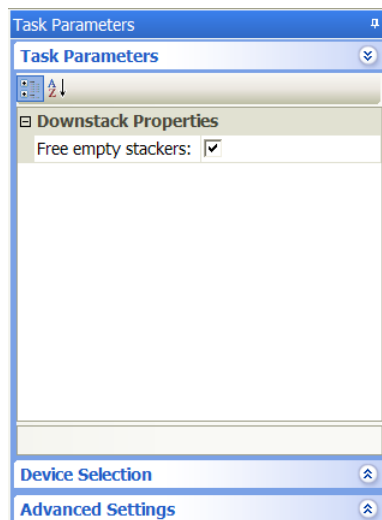 Task Parameters
Task Parameters
A
Z
Downstack Properties
Free empty stackers:
Device Selection
Advanced Settings